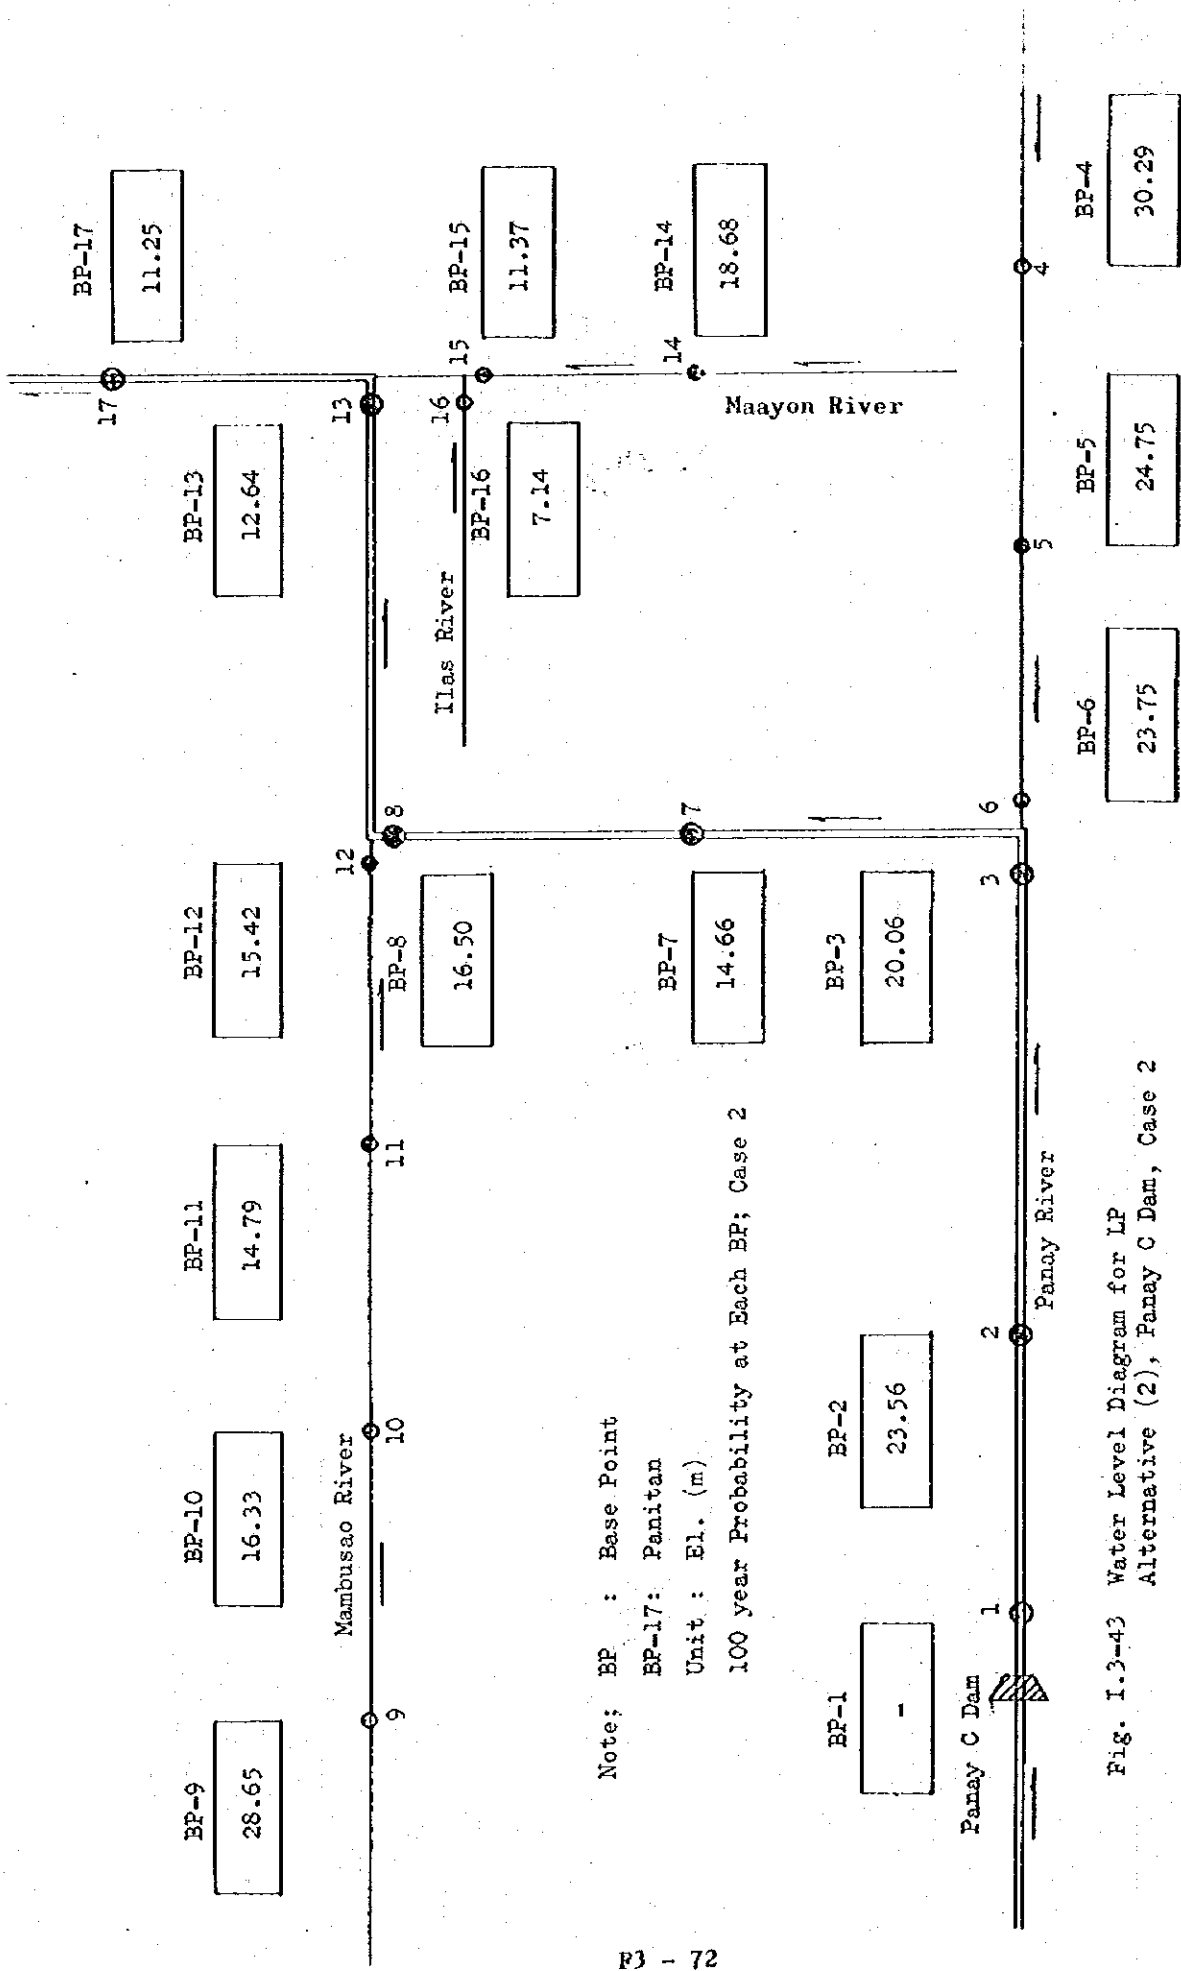 BP-9
28.65
BP-10
16.33
BP-11
14.79
BP-12
15.42
BP-13
12.64
BP-17
11.25
17
Mambusao River
9
10
11
12
8
13
BP-8
16.50
Ilas River
16
15
BP-16
7.14
BP-15
11.37
Note; BP : Base Point
BP-17: Panitan
Unit : El. (m)
100 year Probability at Each BP; Case 2
BP-7
14.66
7
14
BP-14
18.68
Maayon River
BP-1
-
BP-2
23.56
BP-3
20.06
Panay C Dam
1
2
3
6
5
4
Panay River
BP-6
23.75
BP-5
24.75
BP-4
30.29
Fig. I.3-43 Water Level Diagram for LP
Alternative (2), Panay C Dam, Case 2
F3 - 72